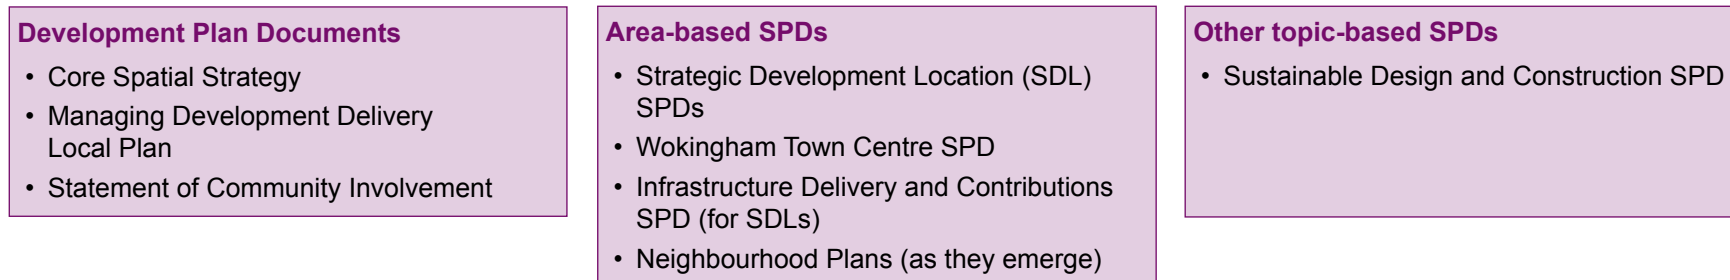 Development Plan Documents
• Core Spatial Strategy
• Managing Development Delivery
Local Plan
• Statement of Community Involvement
Area-based SPDs
• Strategic Development Location (SDL)
SPDs
• Wokingham Town Centre SPD
• Infrastructure Delivery and Contributions
SPD (for SDLs)
• Neighbourhood Plans (as they emerge)
Other topic-based SPDs
• Sustainable Design and Construction SPD